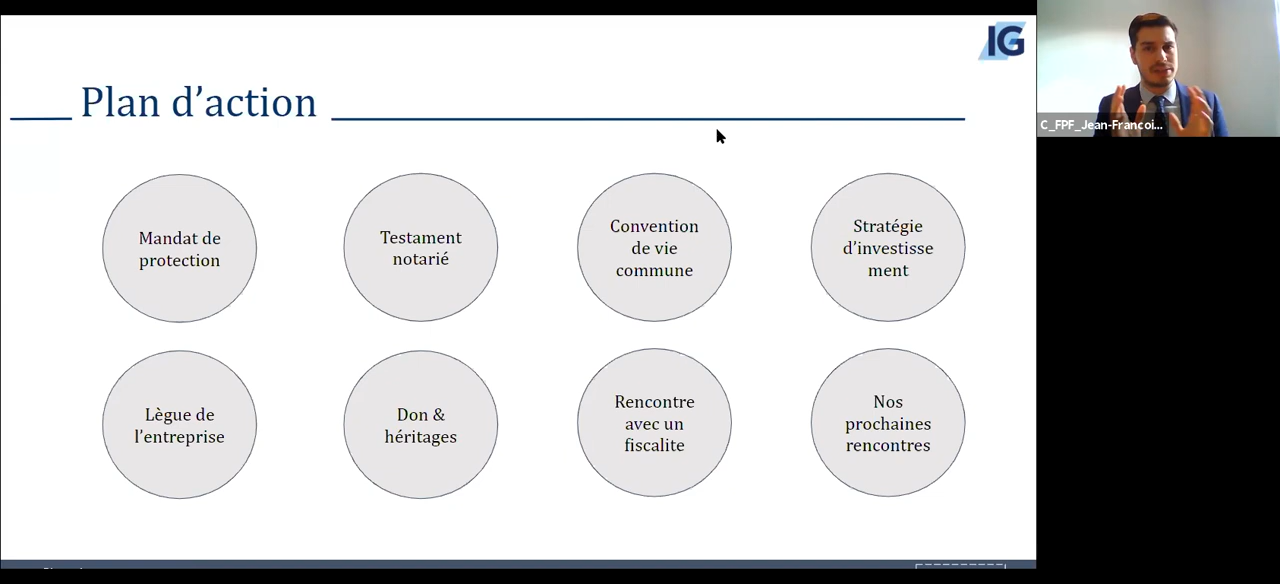 IG
Plan d'action
C_FPF_Jean-Francoi...
Mandat de
protection
Testament
notarié
Convention
de vie
commune
Stratégie
d'investisse
ment
Lègue de
l'entreprise
Don &
héritages
Rencontre
avec un
fiscalite
Nos
prochaines
rencontres